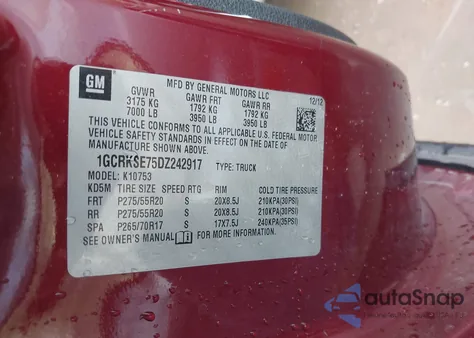 GM
MFD BY GENERAL MOTORS LLC
12/12
GVWR GAWR FRT GAWR RR
3175 KG 1792 KG 1792 KG
7000 LB 3950 LB 3950 LB
THIS VEHICLE CONFORMS TO ALL APPLICABLE U.S. FEDERAL MOTOR
VEHICLE SAFETY STANDARDS IN EFFECT ON THE DATE OF
MANUFACTURE SHOWN ABOVE.
1GCRKSE75DZ242917 TYPE: TRUCK
MODEL: K10753
KD5M TIRE SIZE SPEED RTG RIM COLD TIRE PRESSURE
FRT P275/55R20 S 20X8.5J 210KPA(30PSI)
RR P275/55R20 S 20X8.5J 210KPA(30PSI)
SPA P265/70R17 S 17X7.5J 240KPA(35PSI)
SEE OWNER'S MANUAL FOR MORE INFORMATION.
autaSnap